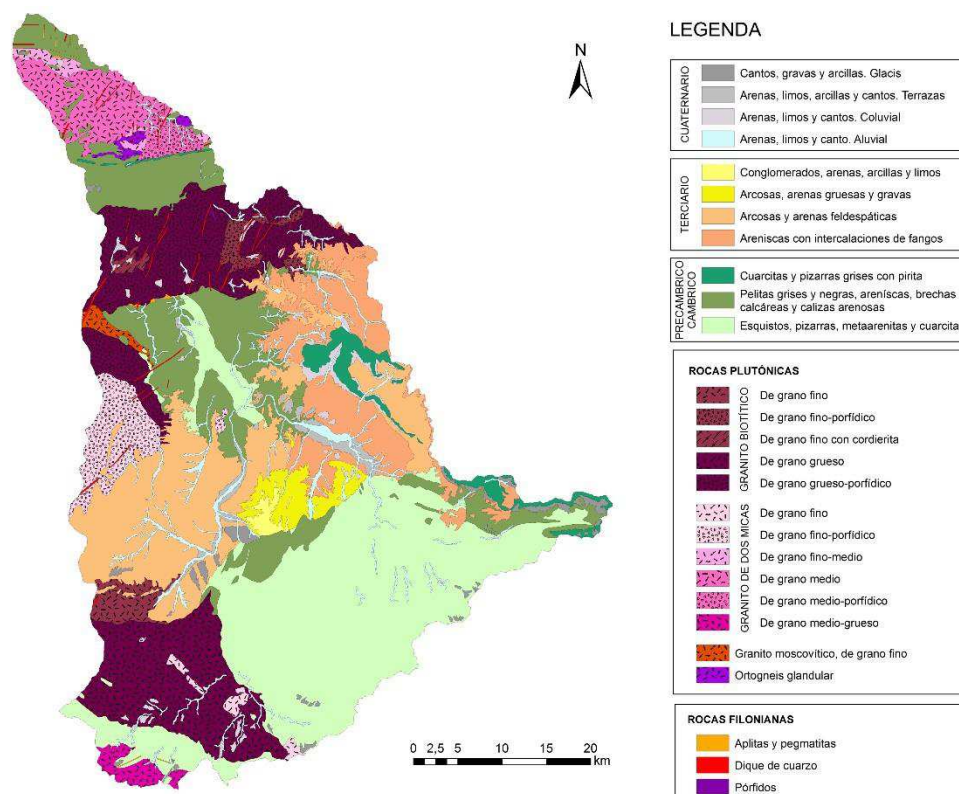 LEGENDA
N
CUATERNARIO
Cantos, gravas y arcillas. Glacis
Arenas, limos, arcillas y cantos. Terrazas
Arenas, limos y cantos. Coluvial
Arenas, limos y canto. Aluvial
TERCIARIO
Conglomerados, arenas, arcillas y limos
Arcosas, arenas gruesas y gravas
Arcosas y arenas feldespáticas
Areniscas con intercalaciones de fangos
PRECAMBRICO
CAMBRICO
Cuarcitas y pizarras grises con pirita
Pelitas grises y negras, areníscas, brechas
calcáreas y calizas arenosas
Esquistos, pizarras, metaarenitas y cuarcita
ROCAS PLUTÓNICAS
GRANITO BIOTÍTICO
De grano fino
De grano fino-porfídico
De grano fino con cordierita
De grano grueso
De grano grueso-porfídico
GRANITO DE DOS MICAS
De grano fino
De grano fino-porfídico
De grano fino-medio
De grano medio
De grano medio-porfídico
De grano medio-grueso
Granito moscovítico, de grano fino
Ortogneis glandular
ROCAS FILONIANAS
Aplitas y pegmatitas
Dique de cuarzo
Pórfidos
0 2,5 5 10 15 20
km